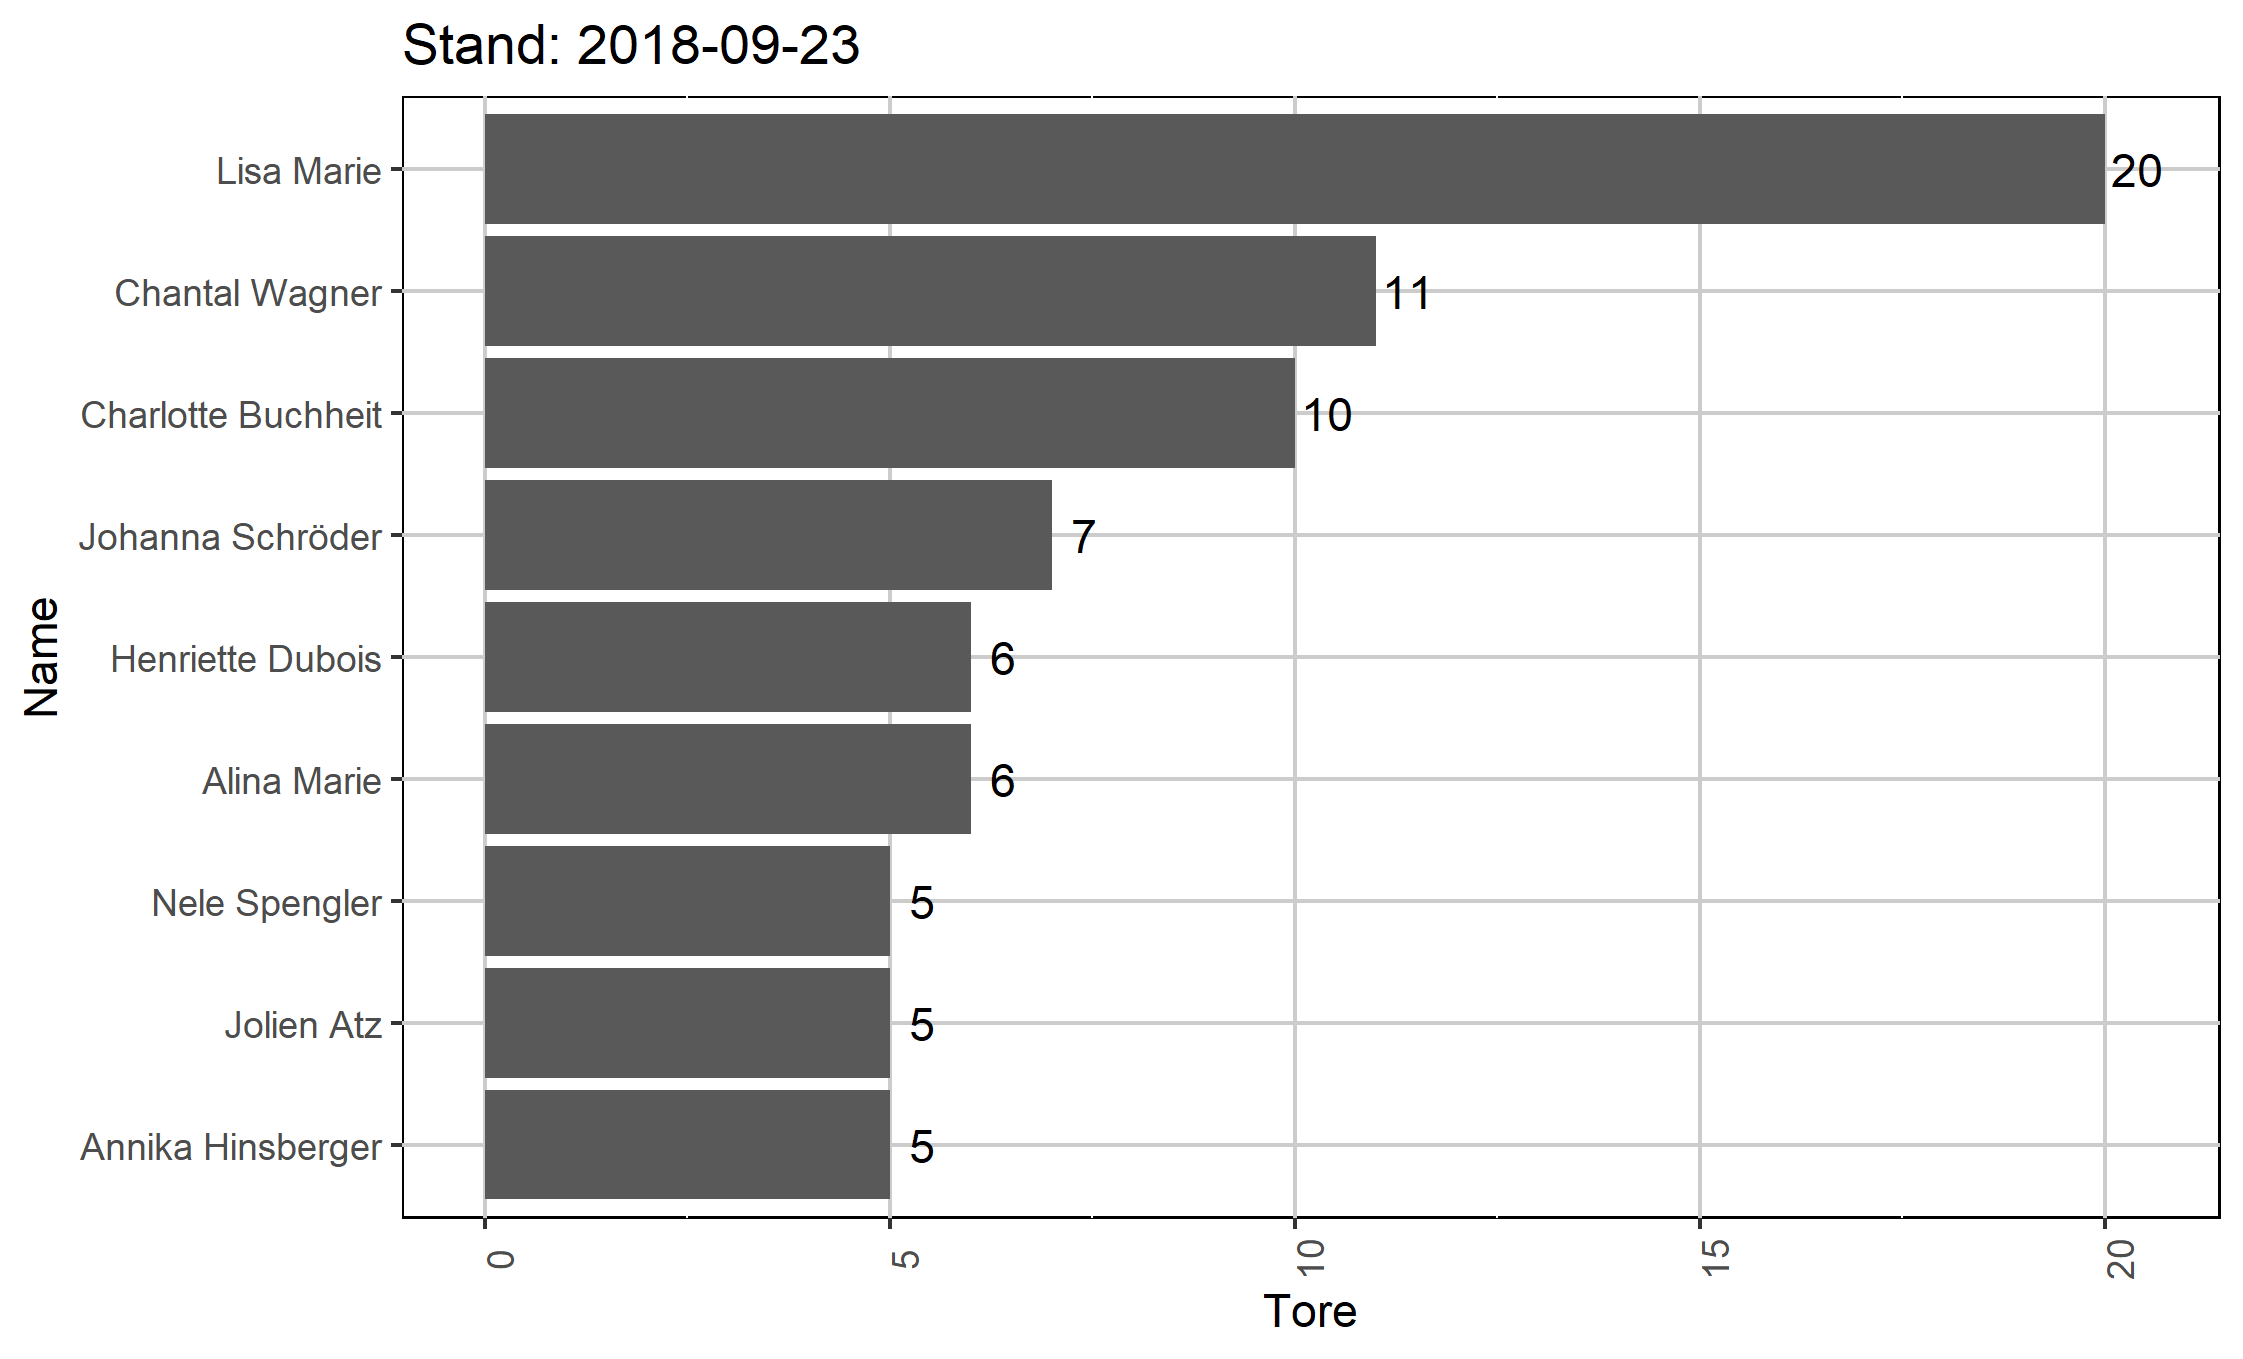 Stand: 2018-09-23
Lisa Marie 20
Chantal Wagner 11
Charlotte Buchheit 10
Johanna Schröder 7
Henriette Dubois 6
Alina Marie 6
Nele Spengler 5
Jolien Atz 5
Annika Hinsberger 5
Name
0 5 10 15 20
Tore